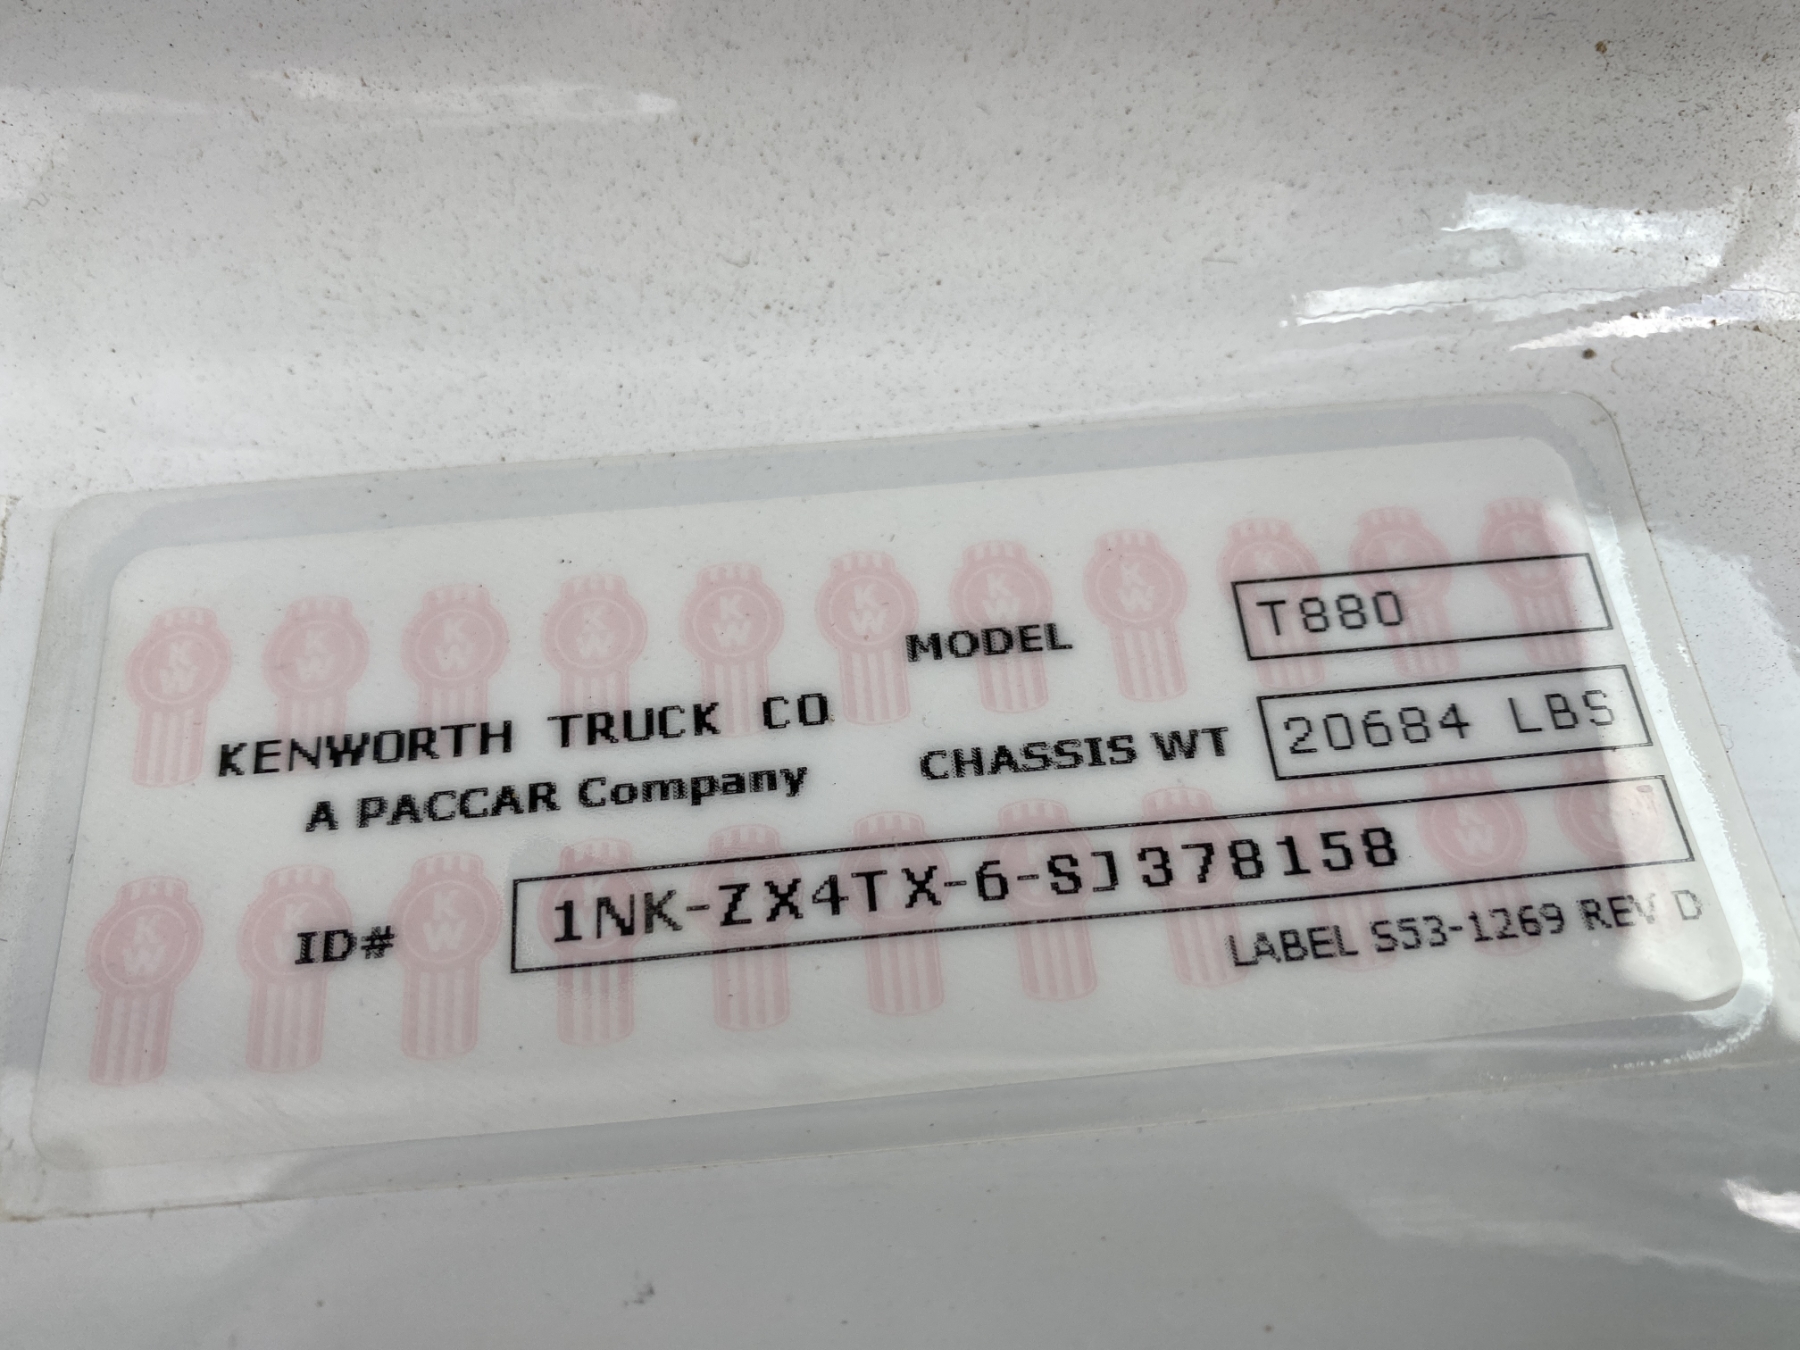 MODEL T880
KENWORTH TRUCK CO
A PACCAR Company
CHASSIS WT 20684 LBS
ID# 1NK-ZX4TX-6-SJ378158
LABEL S53-1269 REV D